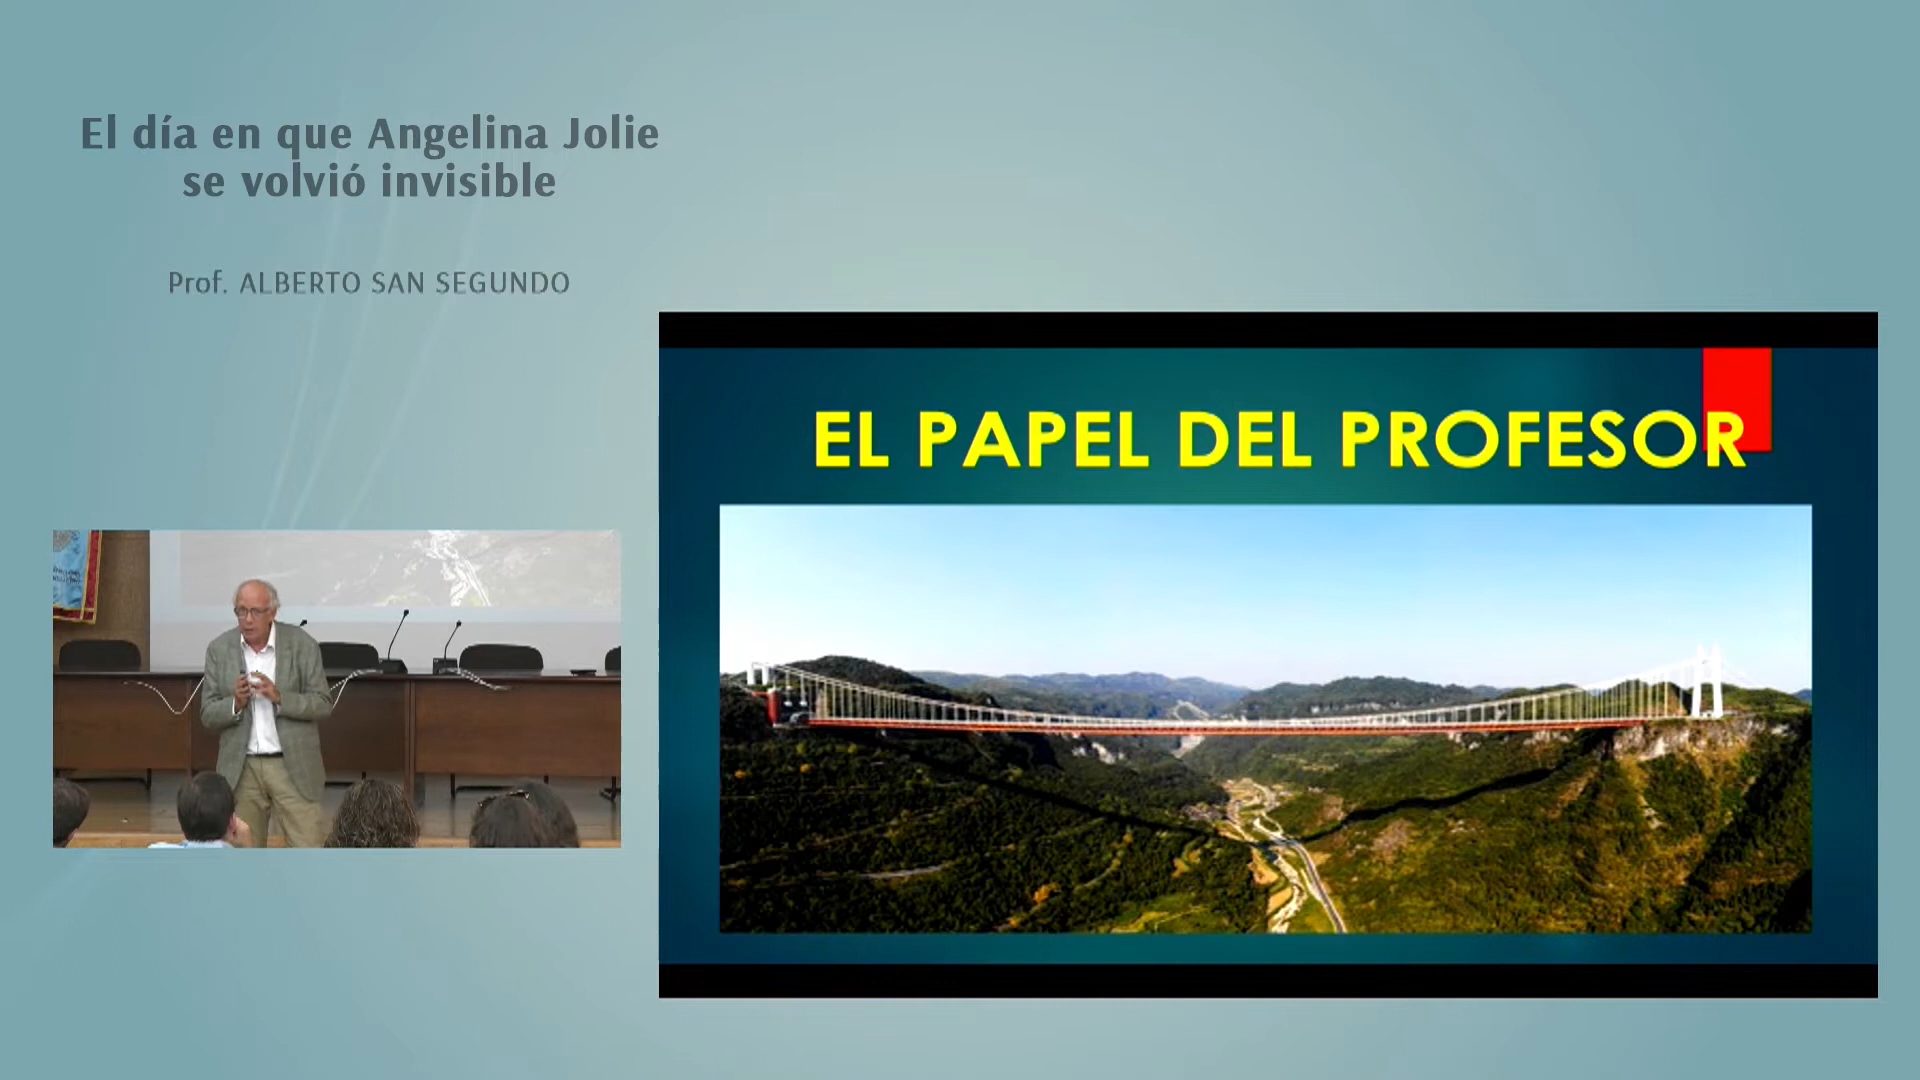 El día en que Angelina Jolie
se volvió invisible
Prof. ALBERTO SAN SEGUNDO
EL PAPEL DEL PROFESOR